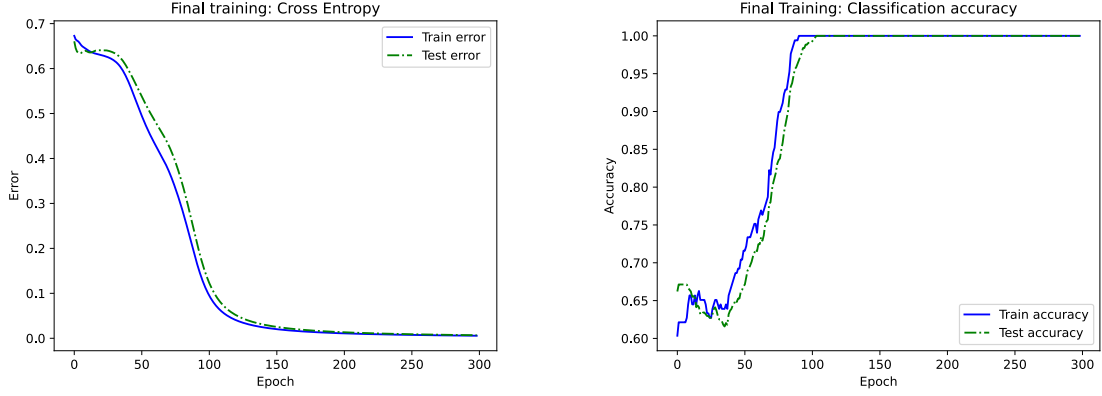 Final training: Cross Entropy
Error
0.7
0.6
0.5
0.4
0.3
0.2
0.1
0.0
Train error
Test error
0 50 100 150 200 250 300
Epoch
Final Training: Classification accuracy
Accuracy
1.00
0.95
0.90
0.85
0.80
0.75
0.70
0.65
0.60
Train accuracy
Test accuracy
0 50 100 150 200 250 300
Epoch